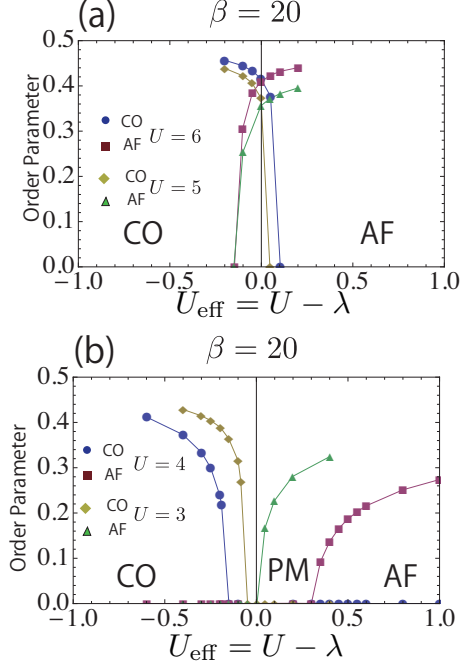 (a) β = 20
Order Parameter
0.5
0.4
0.3
0.2
0.1
0.0
CO
AF
U = 6
CO
AF
U = 5
CO
AF
−1.0 −0.5 0.0 0.5 1.0
U_eff = U − λ
(b) β = 20
Order Parameter
0.5
0.4
0.3
0.2
0.1
0.0
CO
AF
U = 4
CO
AF
U = 3
CO
PM
AF
−1.0 −0.5 0.0 0.5 1.0
U_eff = U − λ